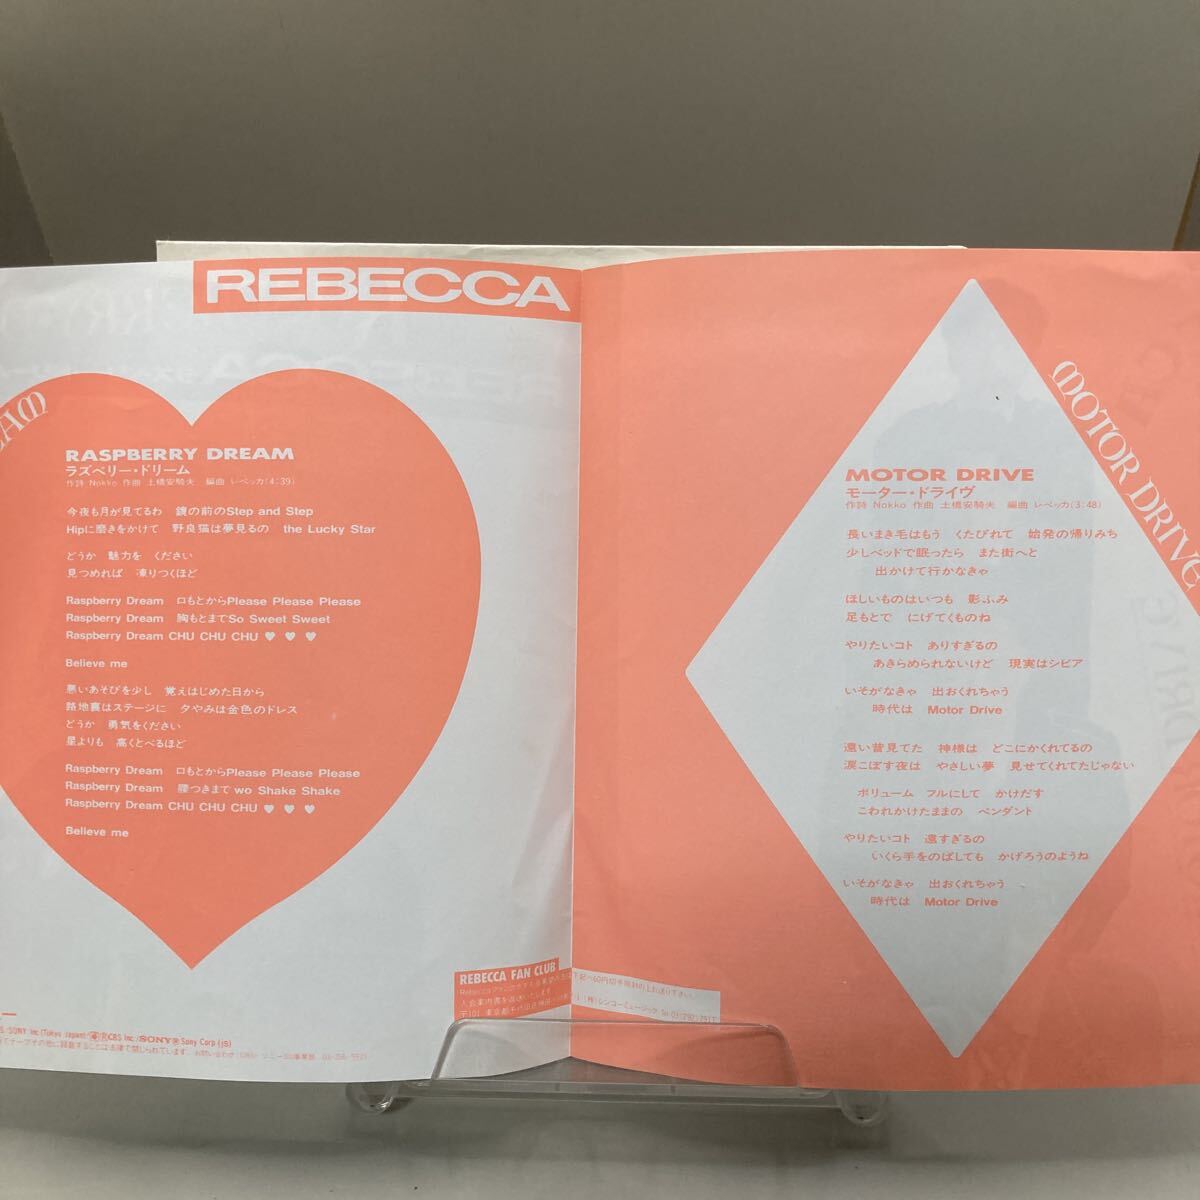 REBECCA
EAM
RASPBERRY DREAM
ラズベリー・ドリーム
作詩 Nokko 作曲 土橋安騎夫 編曲 レベッカ(4:39)
今夜も月が見てるわ 鏡の前のStep and Step
Hipに磨きをかけて 野良猫は夢見るの the Lucky Star
どうか 魅力を ください
見つめれば 凍りつくほど
Raspberry Dream 口もとからPlease Please Please
Raspberry Dream 胸もとまでSo Sweet Sweet
Raspberry Dream CHU CHU CHU ♥ ♥ ♥
Believe me
悪いあそびを少し 覚えはじめた日から
路地裏はステージに 夕やみは金色のドレス
どうか 勇気をください
星よりも 高くとべるほど
Raspberry Dream 口もとからPlease Please Please
Raspberry Dream 腰つきまで wo Shake Shake
Raspberry Dream CHU CHU CHU ♥ ♥ ♥
Believe me
REBECCA FAN CLUB
SONY Inc.(Tokyo Japan)/ CBS Inc./SONY® Sony Corp (JS)
MOTOR DRIVE
MOTOR DRIVE
モーター・ドライヴ
作詩 Nokko 作曲 土橋安騎夫 編曲 レベッカ(3:48)
長いまき毛はもう くたびれて 始発の帰りみち
少しベッドで眠ったら また街へと
出かけて行かなきゃ
ほしいものはいつも 影ふみ
足もとで にげてくものね
やりたいコト ありすぎるの
あきらめられないけど 現実はシビア
いそがなきゃ 出おくれちゃう
時代は Motor Drive
遠い昔見てた 神様は どこにかくれてるの
涙こぼす夜は やさしい夢 見せてくれてたじゃない
ボリューム フルにして かけだす
こわれかけたままの ペンダント
やりたいコト 遠すぎるの
いくら手をのばしても かげろうのようね
いそがなきゃ 出おくれちゃう
時代は Motor Drive